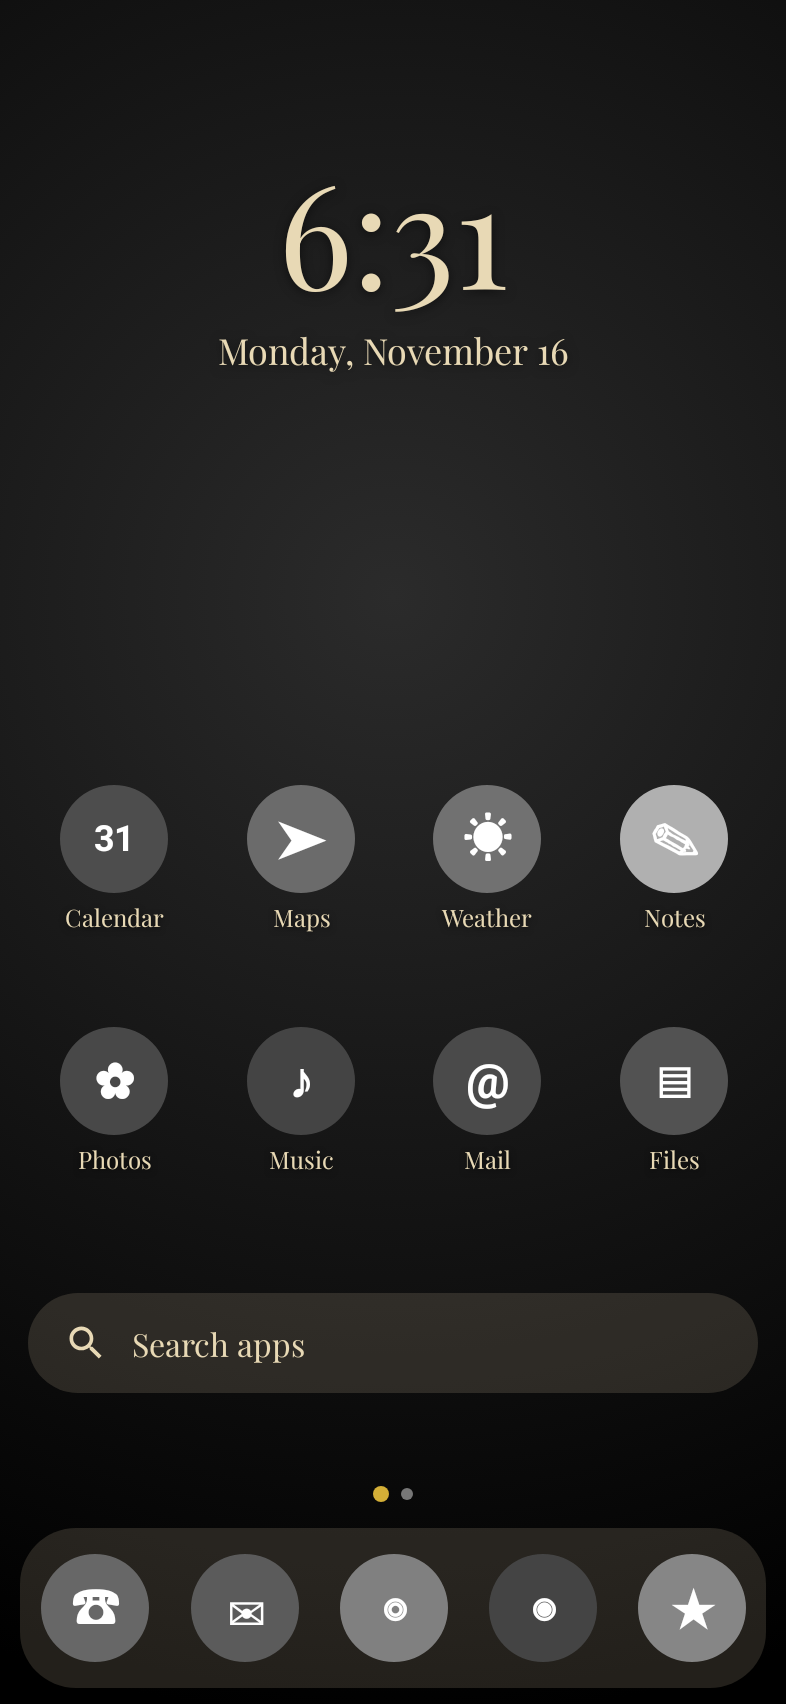 6:31
Monday, November 16
31
Calendar Maps Weather Notes
@
Photos Music Mail Files
Search apps